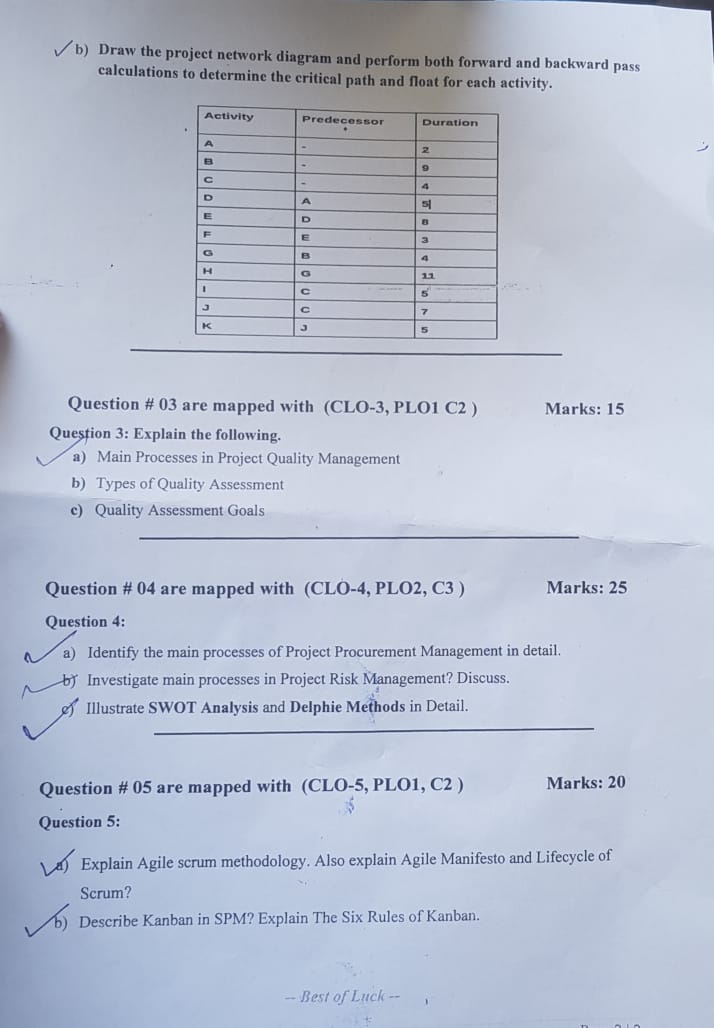 b) Draw the project network diagram and perform both forward and backward pass
calculations to determine the critical path and float for each activity.
Activity Predecessor Duration
A - 2
B - 9
C - 4
D A 5
E D 8
F E 3
G B 4
H G 11
I C 5
J C 7
K J 5
Question # 03 are mapped with (CLO-3, PLO1 C2 ) Marks: 15
Question 3: Explain the following.
a) Main Processes in Project Quality Management
b) Types of Quality Assessment
c) Quality Assessment Goals
Question # 04 are mapped with (CLO-4, PLO2, C3 ) Marks: 25
Question 4:
a) Identify the main processes of Project Procurement Management in detail.
b) Investigate main processes in Project Risk Management? Discuss.
c) Illustrate SWOT Analysis and Delphie Methods in Detail.
Question # 05 are mapped with (CLO-5, PLO1, C2 ) Marks: 20
Question 5:
a) Explain Agile scrum methodology. Also explain Agile Manifesto and Lifecycle of
Scrum?
b) Describe Kanban in SPM? Explain The Six Rules of Kanban.
-- Best of Luck --